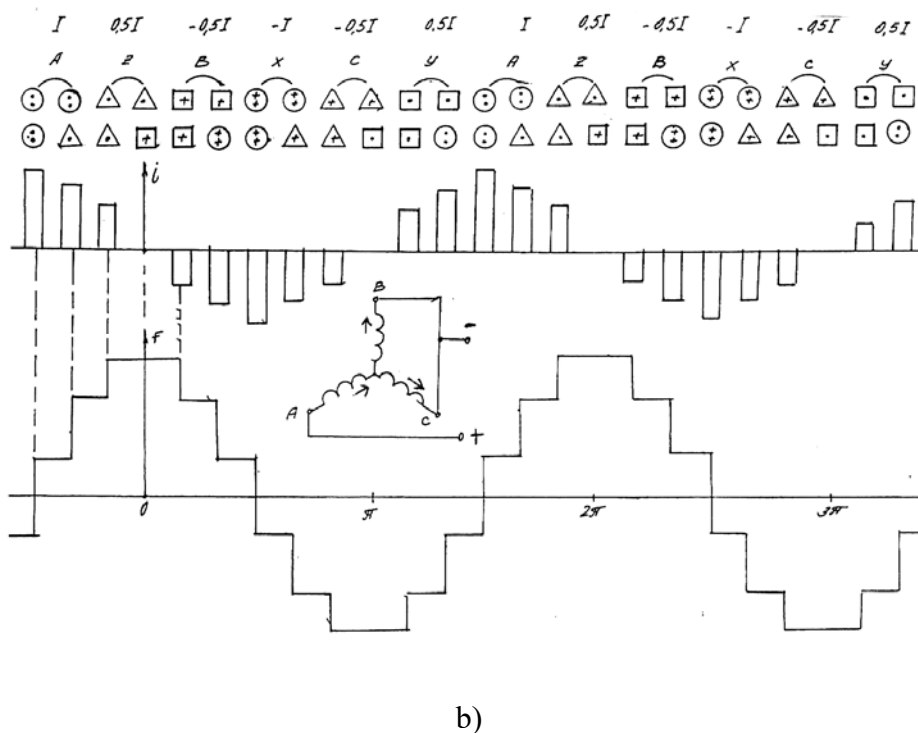 I 0,5I -0,5I -I -0,5I 0,5I I 0,5I -0,5I -I -0,5I 0,5I
A z B x C y A z B x c y
i
B
-
F
A
C
+
0 π 2π 3π
b)